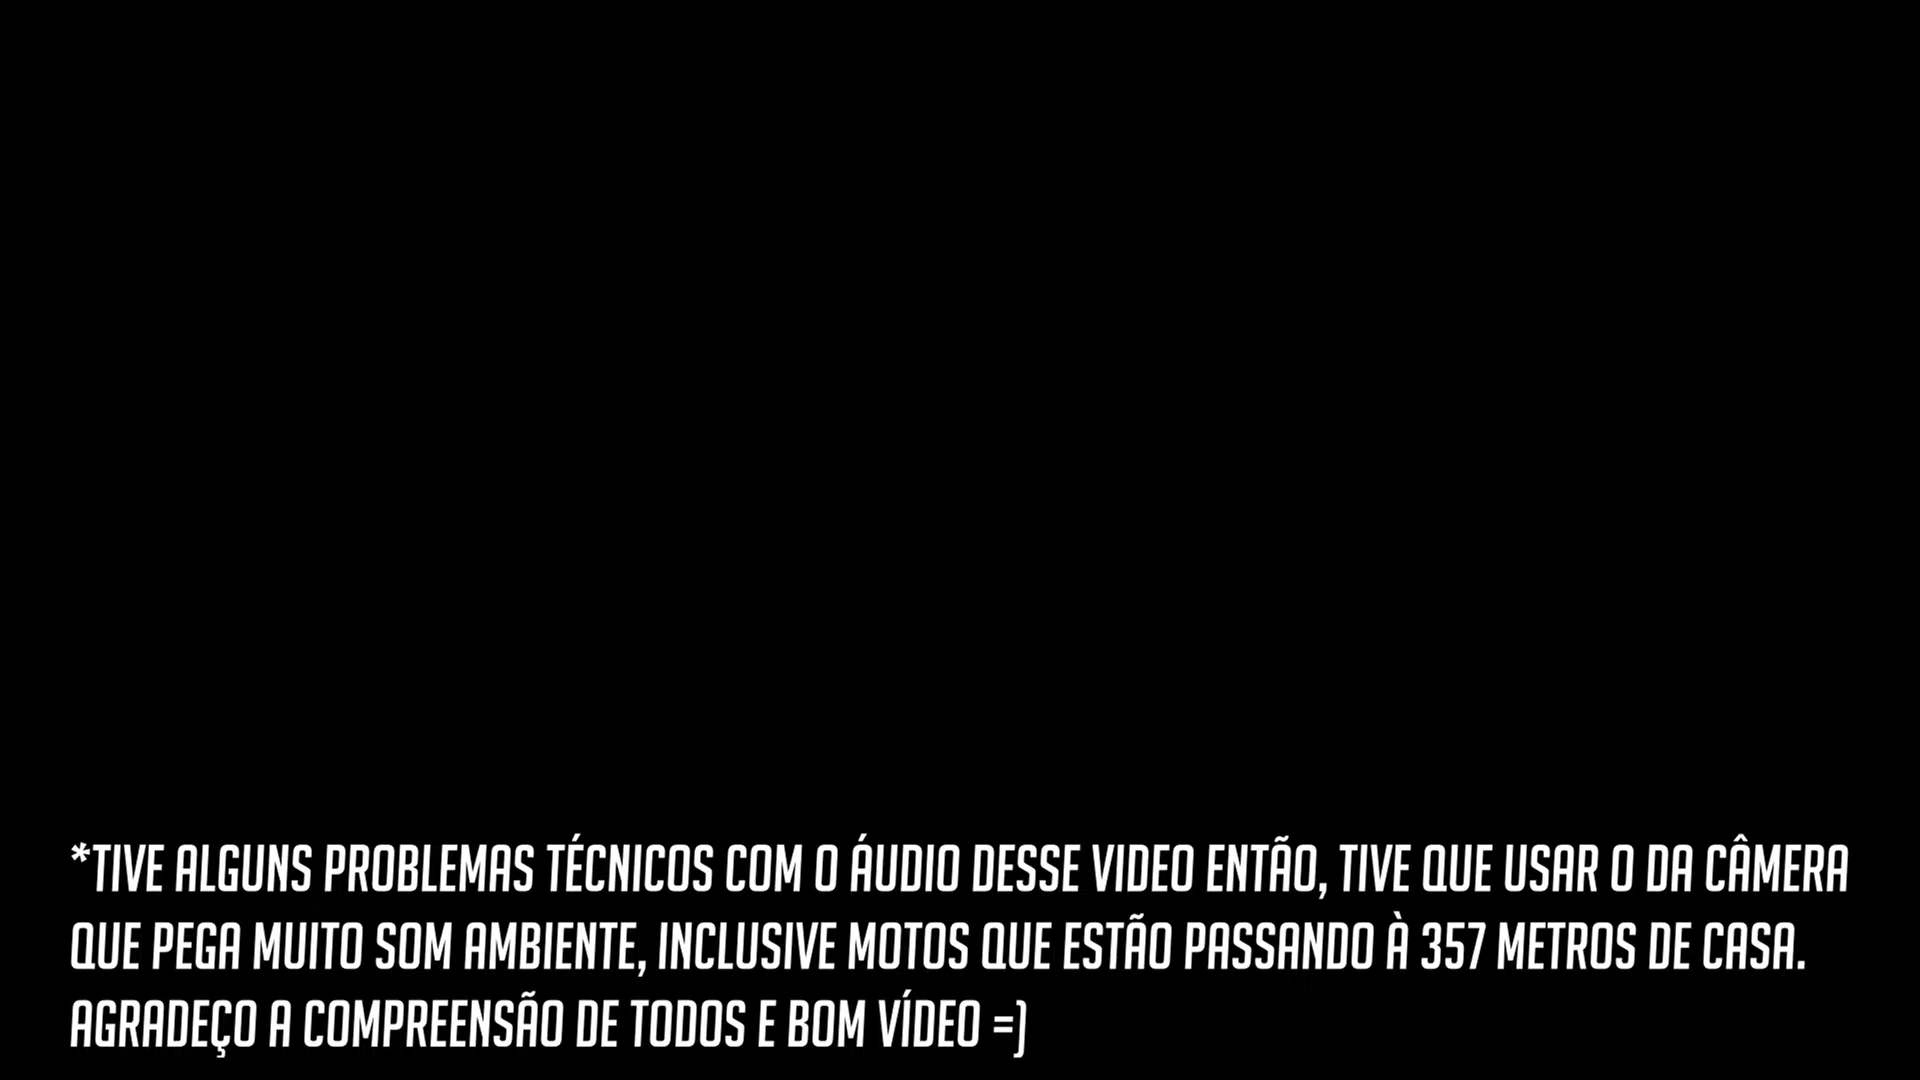 *TIVE ALGUNS PROBLEMAS TÉCNICOS COM O ÁUDIO DESSE VIDEO ENTÃO, TIVE QUE USAR O DA CÂMERA
QUE PEGA MUITO SOM AMBIENTE, INCLUSIVE MOTOS QUE ESTÃO PASSANDO À 357 METROS DE CASA.
AGRADEÇO A COMPREENSÃO DE TODOS E BOM VÍDEO =)